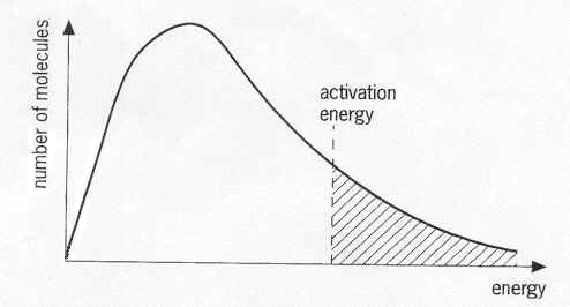 number of molecules
activation
energy
energy